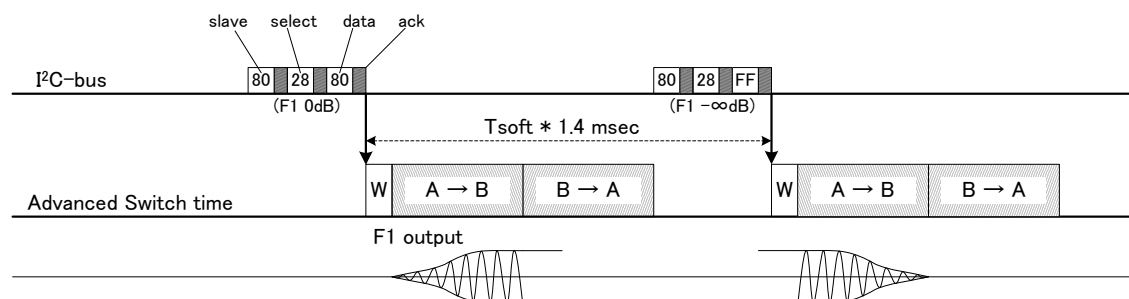 slave select data ack
I²C-bus 80 28 80 80 28 FF
(F1 0dB) (F1 −∞dB)
Tsoft * 1.4 msec
Advanced Switch time W A → B B → A W A → B B → A
F1 output